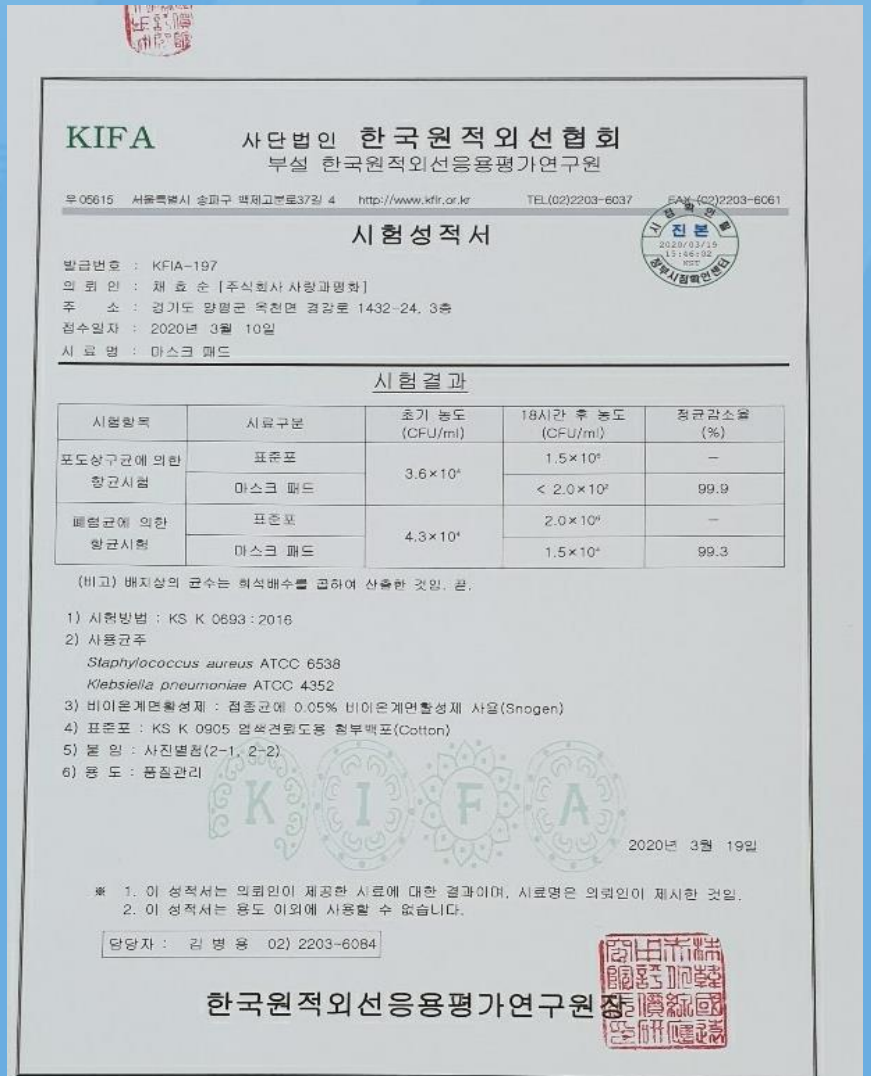 KIFA
사단법인 한국원적외선협회
부설 한국원적외선응용평가연구원
우 05615 서울특별시 송파구 백제고분로37길 4 http://www.kfir.or.kr TEL(02)2203-6037 FAX (02)2203-6061
시점확인필
진본
2020/03/19
15:46:02
KST
정부시점확인센터
시험성적서
발급번호 : KFIA-197
의 뢰 인 : 채 효 순 [주식회사 사랑과평화]
주 소 : 경기도 양평군 옥천면 경강로 1432-24, 3층
접수일자 : 2020년 3월 10일
시 료 명 : 마스크 패드
시험결과
시험항목 시료구분 초기 농도 (CFU/ml) 18시간 후 농도 (CFU/ml) 정균감소율 (%)
포도상구균에 의한 항균시험 표준포 3.6×10⁴ 1.5×10⁶ –
마스크 패드 < 2.0×10² 99.9
폐렴균에 의한 항균시험 표준포 4.3×10⁴ 2.0×10⁶ –
마스크 패드 1.5×10⁴ 99.3
(비고) 배지상의 균수는 희석배수를 곱하여 산출한 것임. 끝.
1) 시험방법 : KS K 0693:2016
2) 사용균주
Staphylococcus aureus ATCC 6538
Klebsiella pneumoniae ATCC 4352
3) 비이온계면활성제 : 접종균에 0.05% 비이온계면활성제 사용(Snogen)
4) 표준포 : KS K 0905 염색견뢰도용 첨부백포(Cotton)
5) 붙 임 : 사진별첨(2-1, 2-2)
6) 용 도 : 품질관리
KIFA
2020년 3월 19일
※ 1. 이 성적서는 의뢰인이 제공한 시료에 대한 결과이며, 시료명은 의뢰인이 제시한 것임.
2. 이 성적서는 용도 이외에 사용할 수 없습니다.
담당자 : 김 병 용 02) 2203-6084
한국원적외선응용평가연구원장